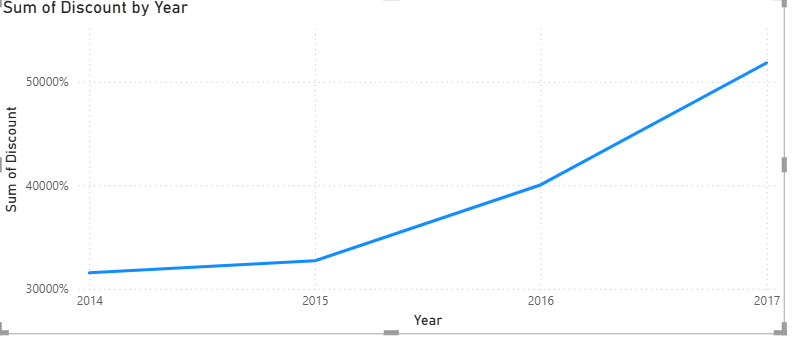 Sum of Discount by Year
50000%
40000%
30000%
Sum of Discount
2014 2015 2016 2017
Year